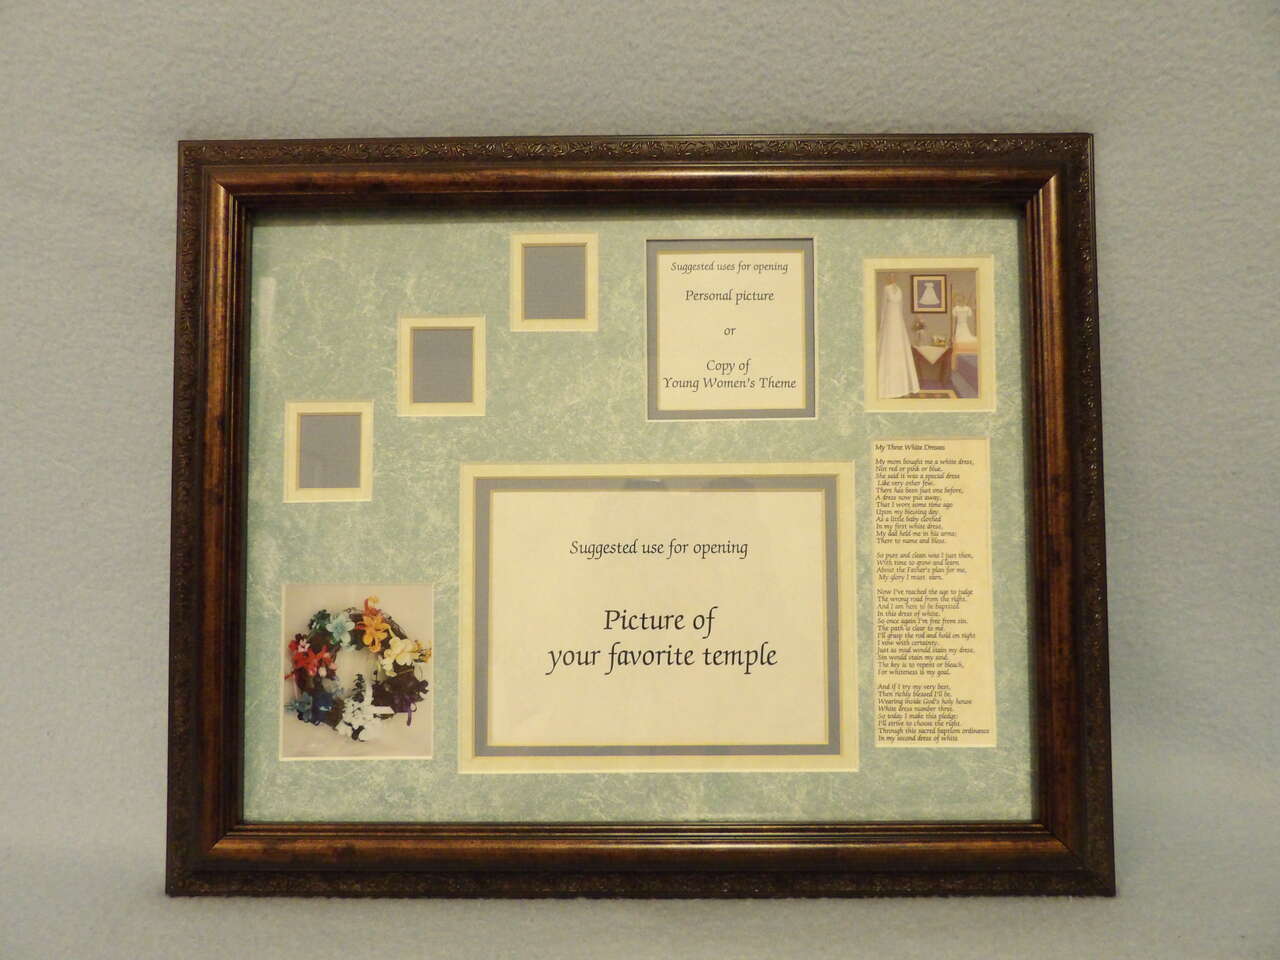 Suggested uses for opening
Personal picture
or
Copy of
Young Women's Theme
Suggested use for opening
Picture of
your favorite temple
My Three White Dresses
My mom bought me a white dress,
Not red or pink or blue.
She said it was a special dress
Like very other few.
There has been just one before,
A dress now put away,
That I wore some time ago
Upon my blessing day
As a little baby clothed
In my first white dress,
My dad held me in his arms;
There to name and bless.
So pure and clean was I just then,
With time to grow and learn
About the Father's plan for me,
My glory I must earn.
Now I've reached the age to judge
The wrong road from the right.
And I am here to be baptized
In this dress of white.
So once again I'm free from sin.
The path is clear to me.
I'll grasp the rod and hold on right
I vow with certainty.
Just as mud would stain my dress,
Sin would stain my soul.
The key is to repent or bleach,
For whiteness is my goal.
And if I try my very best,
Then richly blessed I'll be.
Wearing inside God's holy house
White dress number three.
So today I make this pledge;
I'll strive to choose the right.
Through this sacred baptism ordinance
In my second dress of white